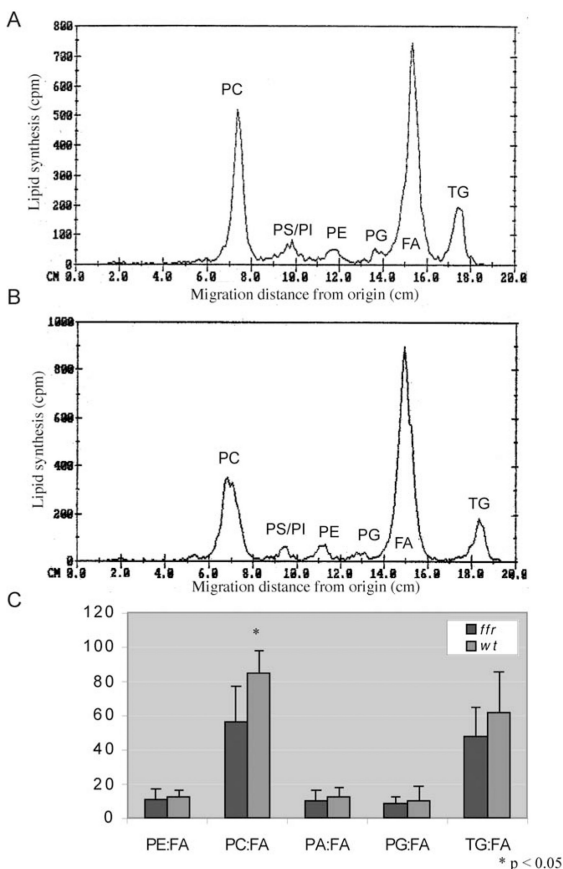 A
Lipid synthesis (cpm)
800
700
600
500
400
300
200
100
0
PC
PS/PI
PE
PG
FA
TG
CM 0.0 2.0 4.0 6.0 8.0 10.0 12.0 14.0 16.0 18.0 20.0
Migration distance from origin (cm)
B
Lipid synthesis (cpm)
1000
800
600
400
200
0
PC
PS/PI
PE
PG
FA
TG
CM 0.0 2.0 4.0 6.0 8.0 10.0 12.0 14.0 16.0 18.0 20.0
Migration distance from origin (cm)
C
120
100
80
60
40
20
0
*
ffr
wt
PE:FA PC:FA PA:FA PG:FA TG:FA
* p < 0.05